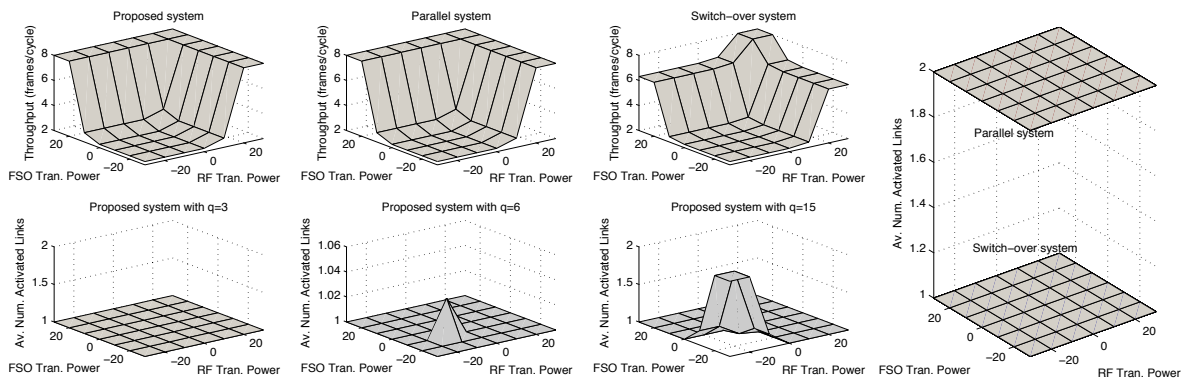 Proposed system
Throughput (frames/cycle)
8
6
4
2
20
0
−20
FSO Tran. Power
−20
0
20
RF Tran. Power
Parallel system
Throughput (frames/cycle)
8
6
4
2
20
0
−20
FSO Tran. Power
−20
0
20
RF Tran. Power
Switch-over system
Throughput (frames/cycle)
8
6
4
2
20
0
−20
FSO Tran. Power
−20
0
20
RF Tran. Power
Proposed system with q=3
Av. Num. Activated Links
2
1.5
1
20
0
−20
FSO Tran. Power
−20
0
20
RF Tran. Power
Proposed system with q=6
Av. Num. Activated Links
1.06
1.04
1.02
1
20
0
−20
FSO Tran. Power
−20
0
20
RF Tran. Power
Proposed system with q=15
Av. Num. Activated Links
2
1.5
1
20
0
−20
FSO Tran. Power
−20
0
20
RF Tran. Power
Av. Num. Activated Links
2
1.8
1.6
1.4
1.2
1
Parallel system
Switch-over system
20
0
−20
FSO Tran. Power
−20
0
20
RF Tran. Power